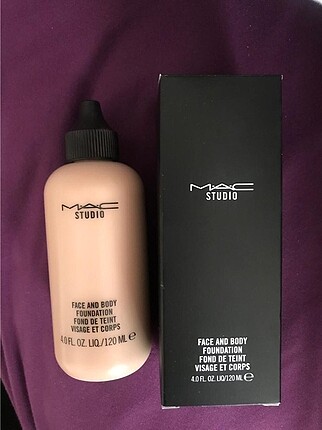 MAC
STUDIO
FACE AND BODY
FOUNDATION
FOND DE TEINT
VISAGE ET CORPS
4.0 FL. OZ. LIQ./120 ML ℮
MAC
STUDIO
FACE AND BODY
FOUNDATION
FOND DE TEINT
VISAGE ET CORPS
4.0 FL. OZ. LIQ./120 ML ℮